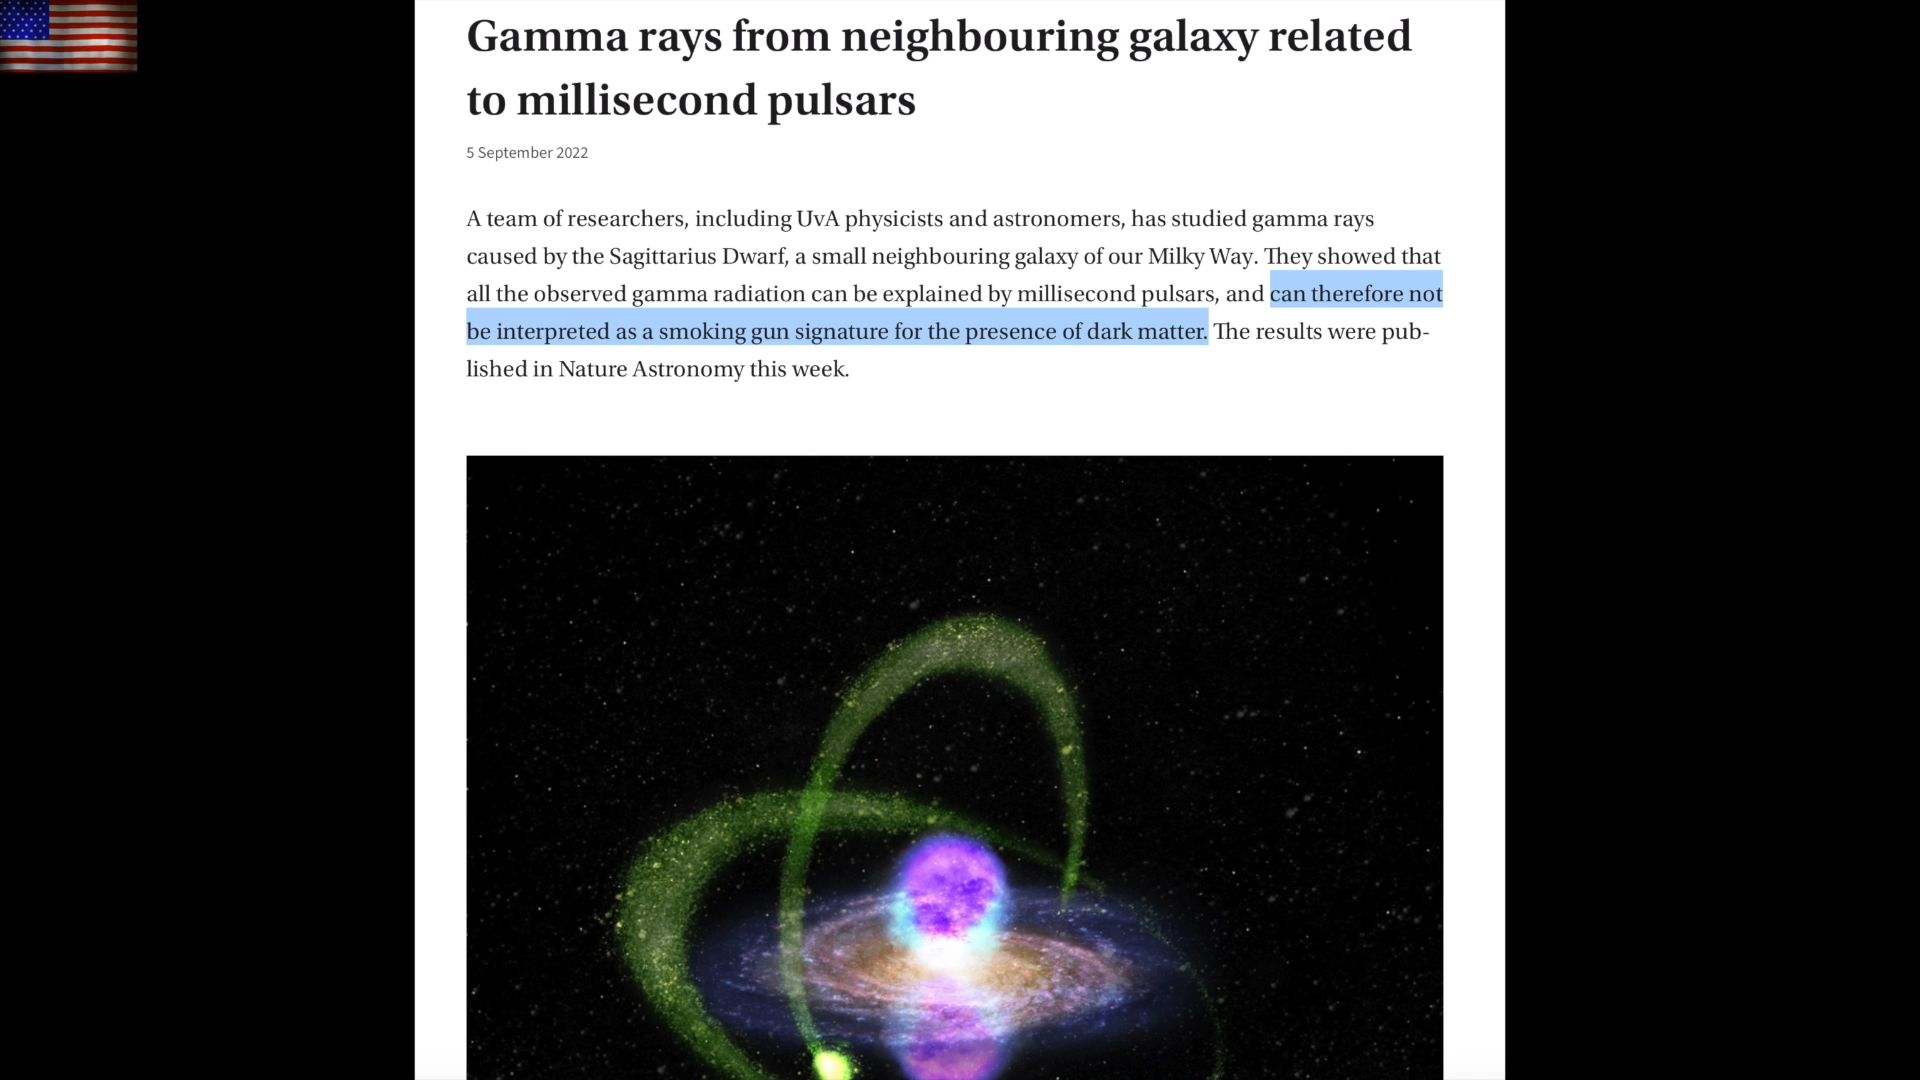 Gamma rays from neighbouring galaxy related
to millisecond pulsars
5 September 2022
A team of researchers, including UvA physicists and astronomers, has studied gamma rays
caused by the Sagittarius Dwarf, a small neighbouring galaxy of our Milky Way. They showed that
all the observed gamma radiation can be explained by millisecond pulsars, and can therefore not
be interpreted as a smoking gun signature for the presence of dark matter. The results were pub-
lished in Nature Astronomy this week.